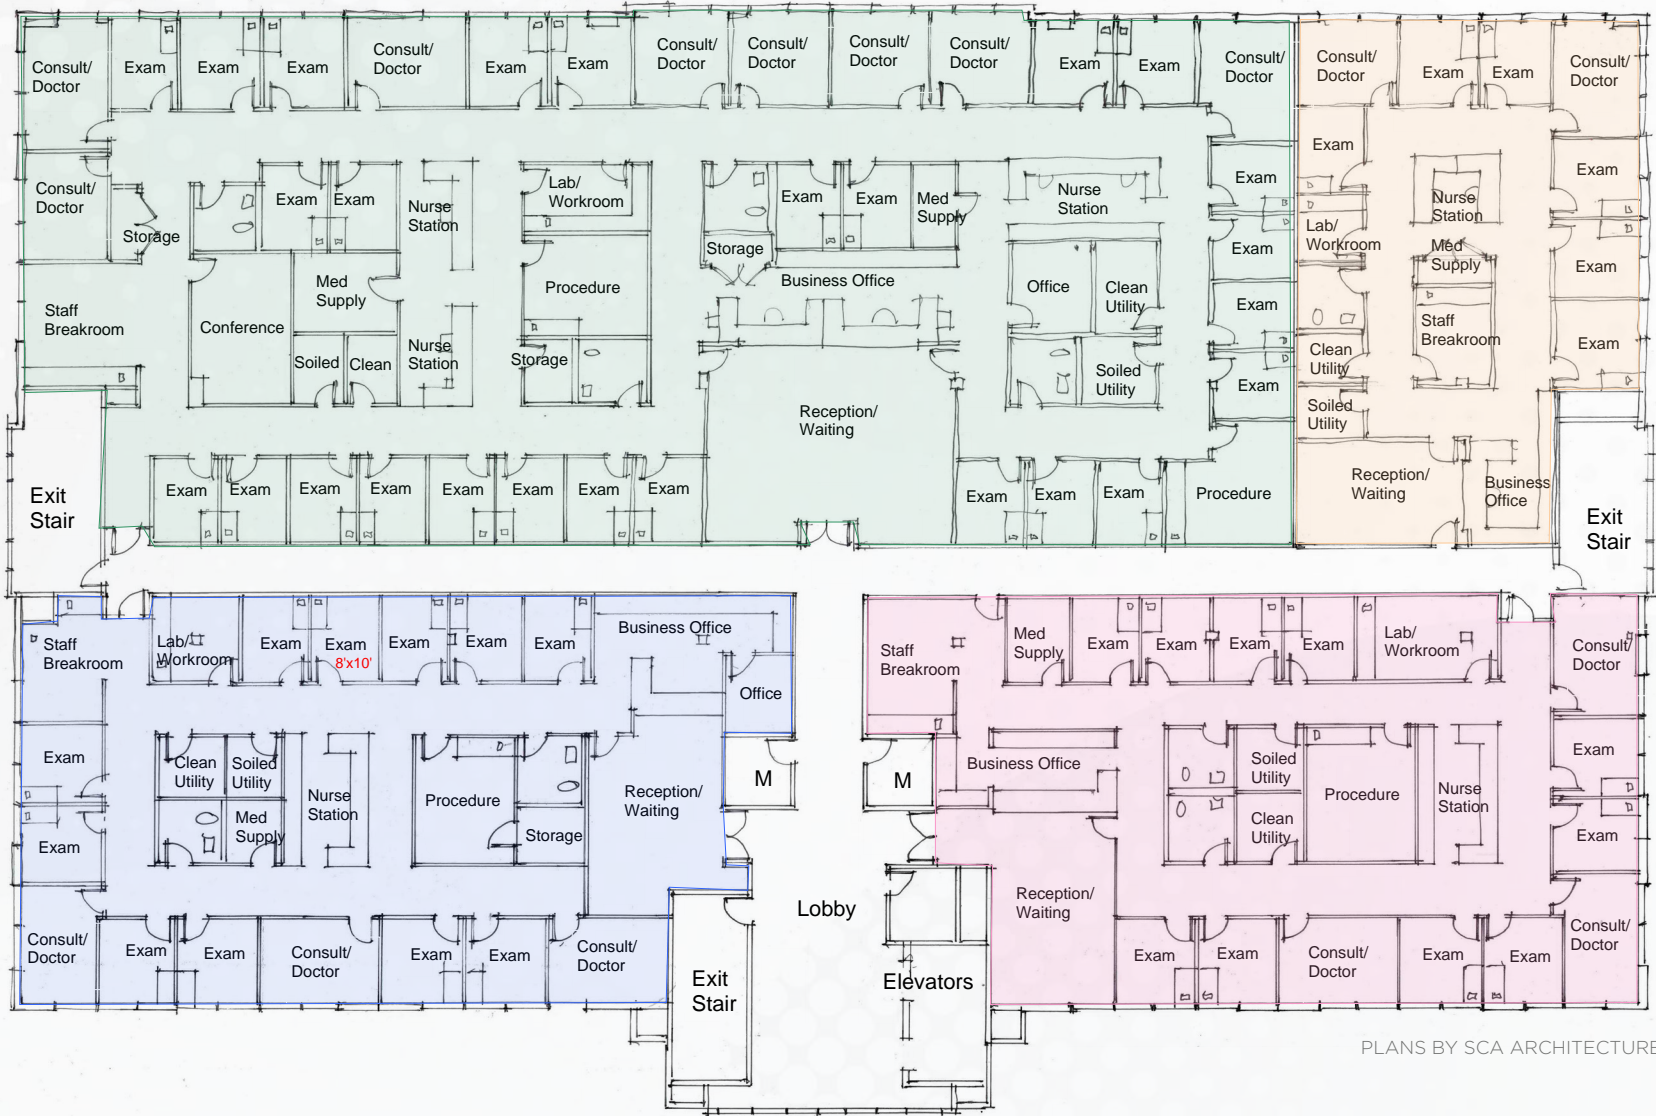 Consult/
Doctor
Exam
Exam
Exam
Consult/
Doctor
Exam
Exam
Consult/
Doctor
Consult/
Doctor
Consult/
Doctor
Consult/
Doctor
Exam
Exam
Consult/
Doctor
Consult/
Doctor
Exam
Exam
Consult/
Doctor
Consult/
Doctor
Storage
Exam
Exam
Nurse
Station
Lab/
Workroom
Exam
Exam
Med
Supply
Storage
Nurse
Station
Exam
Exam
Exam
Nurse
Station
Lab/
Workroom
Med
Supply
Exam
Exam
Staff
Breakroom
Conference
Med
Supply
Soiled
Clean
Nurse
Station
Procedure
Storage
Business Office
Office
Clean
Utility
Soiled
Utility
Exam
Exam
Exam
Clean
Utility
Staff
Breakroom
Exam
Soiled
Utility
Reception/
Waiting
Exit
Stair
Exam
Exam
Exam
Exam
Exam
Exam
Exam
Exam
Exam
Exam
Exam
Procedure
Reception/
Waiting
Business
Office
Exit
Stair
Staff
Breakroom
Lab/
Workroom
Exam
Exam
8'x10'
Exam
Exam
Exam
Business Office
Office
Staff
Breakroom
Med
Supply
Exam
Exam
Exam
Exam
Lab/
Workroom
Consult/
Doctor
Exam
Clean
Utility
Soiled
Utility
Med
Supply
Nurse
Station
Procedure
Storage
Reception/
Waiting
M
M
Business Office
Soiled
Utility
Clean
Utility
Procedure
Nurse
Station
Exam
Exam
Exam
Consult/
Doctor
Exam
Exam
Consult/
Doctor
Exam
Exam
Consult/
Doctor
Exit
Stair
Lobby
Elevators
Reception/
Waiting
Exam
Exam
Consult/
Doctor
Exam
Exam
Consult/
Doctor
PLANS BY SCA ARCHITECTURE